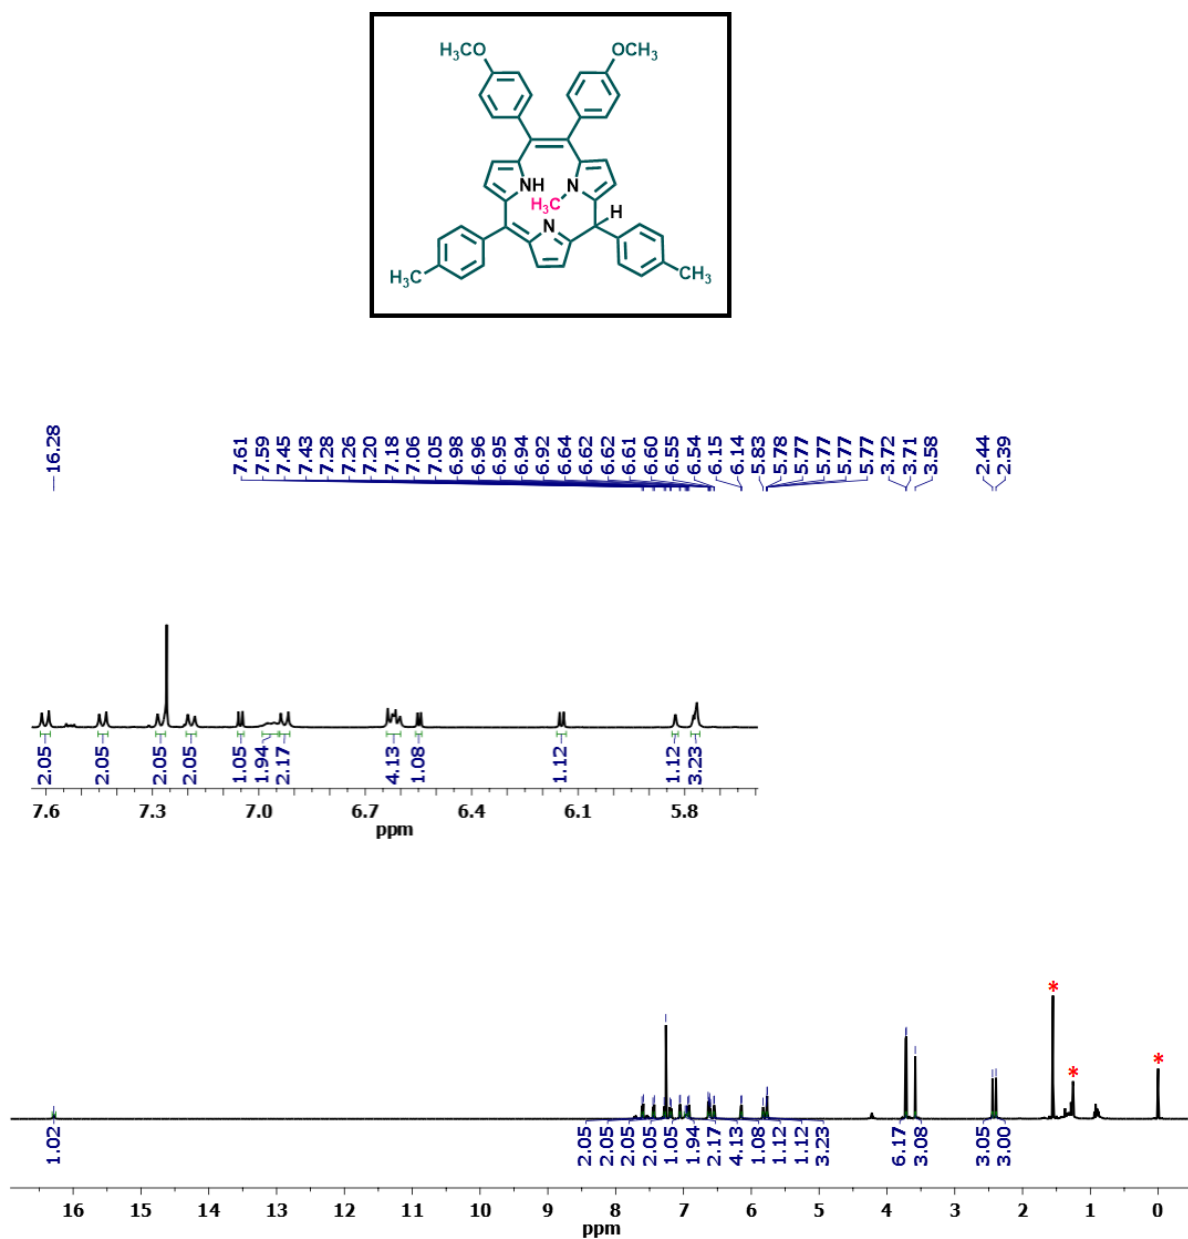 H₃CO OCH₃
NH N
H₃C H
N
H₃C CH₃
16.28 7.61 7.59 7.45 7.43 7.28 7.26 7.20 7.18 7.06 7.05 6.98 6.96 6.95 6.94 6.92 6.64 6.62 6.62 6.61 6.60 6.55 6.54 6.15 6.14 5.83 5.78 5.77 5.77 5.77 5.77 3.72 3.71 3.58 2.44 2.39
2.05 2.05 2.05 2.05 1.05 1.94 2.17 4.13 1.08 1.12 1.12 3.23
7.6 7.3 7.0 6.7 6.4 6.1 5.8
ppm
* * *
1.02 2.05 2.05 2.05 2.05 1.05 1.94 2.17 4.13 1.08 1.12 1.12 3.23 6.17 3.08 3.05 3.00
16 15 14 13 12 11 10 9 8 7 6 5 4 3 2 1 0
ppm